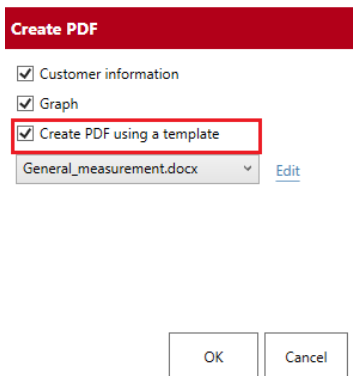 Create PDF
Customer information
Graph
Create PDF using a template
General_measurement.docx
Edit
OK
Cancel